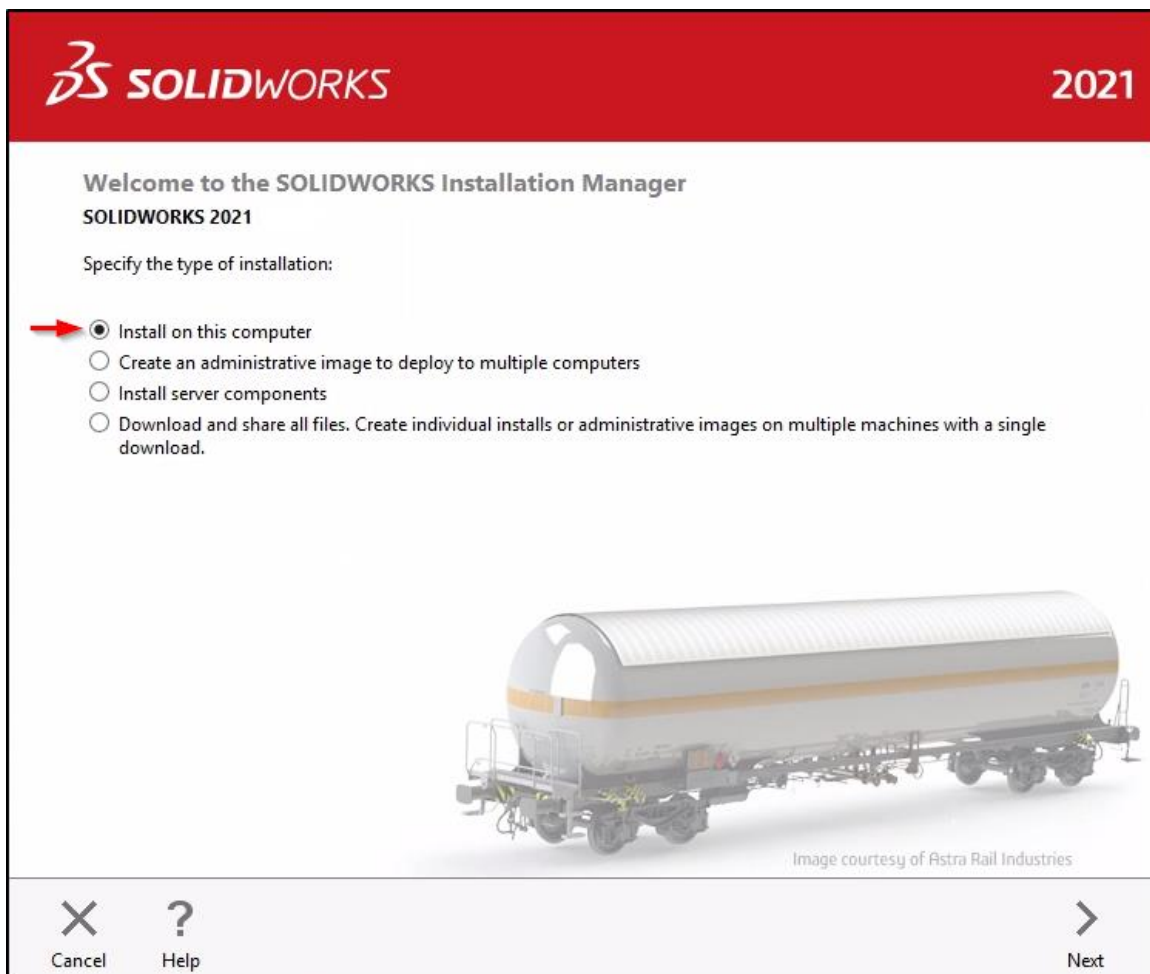 SOLIDWORKS
2021
Welcome to the SOLIDWORKS Installation Manager
SOLIDWORKS 2021
Specify the type of installation:
Install on this computer
Create an administrative image to deploy to multiple computers
Install server components
Download and share all files. Create individual installs or administrative images on multiple machines with a single
download.
Image courtesy of Astra Rail Industries
Cancel
Help
Next